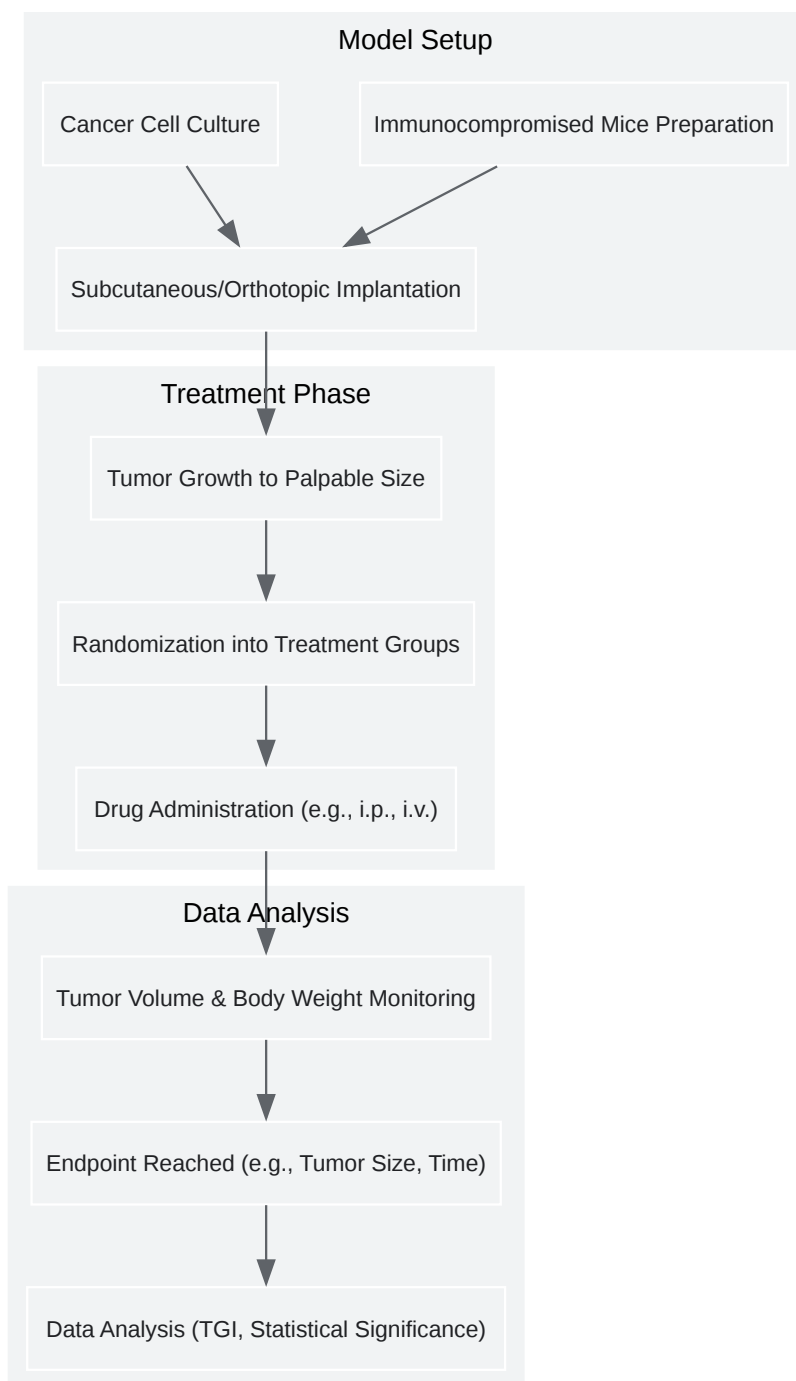 Model Setup
Cancer Cell Culture
Immunocompromised Mice Preparation
Subcutaneous/Orthotopic Implantation
Treatment Phase
Tumor Growth to Palpable Size
Randomization into Treatment Groups
Drug Administration (e.g., i.p., i.v.)
Data Analysis
Tumor Volume & Body Weight Monitoring
Endpoint Reached (e.g., Tumor Size, Time)
Data Analysis (TGI, Statistical Significance)